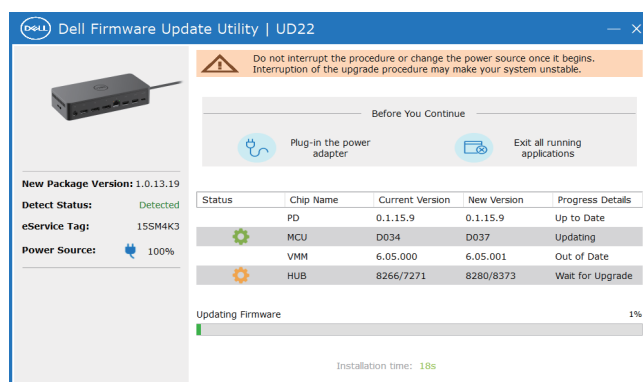 DELL Dell Firmware Update Utility | UD22
Do not interrupt the procedure or change the power source once it begins.
Interruption of the upgrade procedure may make your system unstable.
Before You Continue
Plug-in the power
adapter
Exit all running
applications
New Package Version: 1.0.13.19
Detect Status: Detected
eService Tag: 15SM4K3
Power Source: 100%
Status Chip Name Current Version New Version Progress Details
PD 0.1.15.9 0.1.15.9 Up to Date
MCU D034 D037 Updating
VMM 6.05.000 6.05.001 Out of Date
HUB 8266/7271 8280/8373 Wait for Upgrade
Updating Firmware 1%
Installation time: 18s